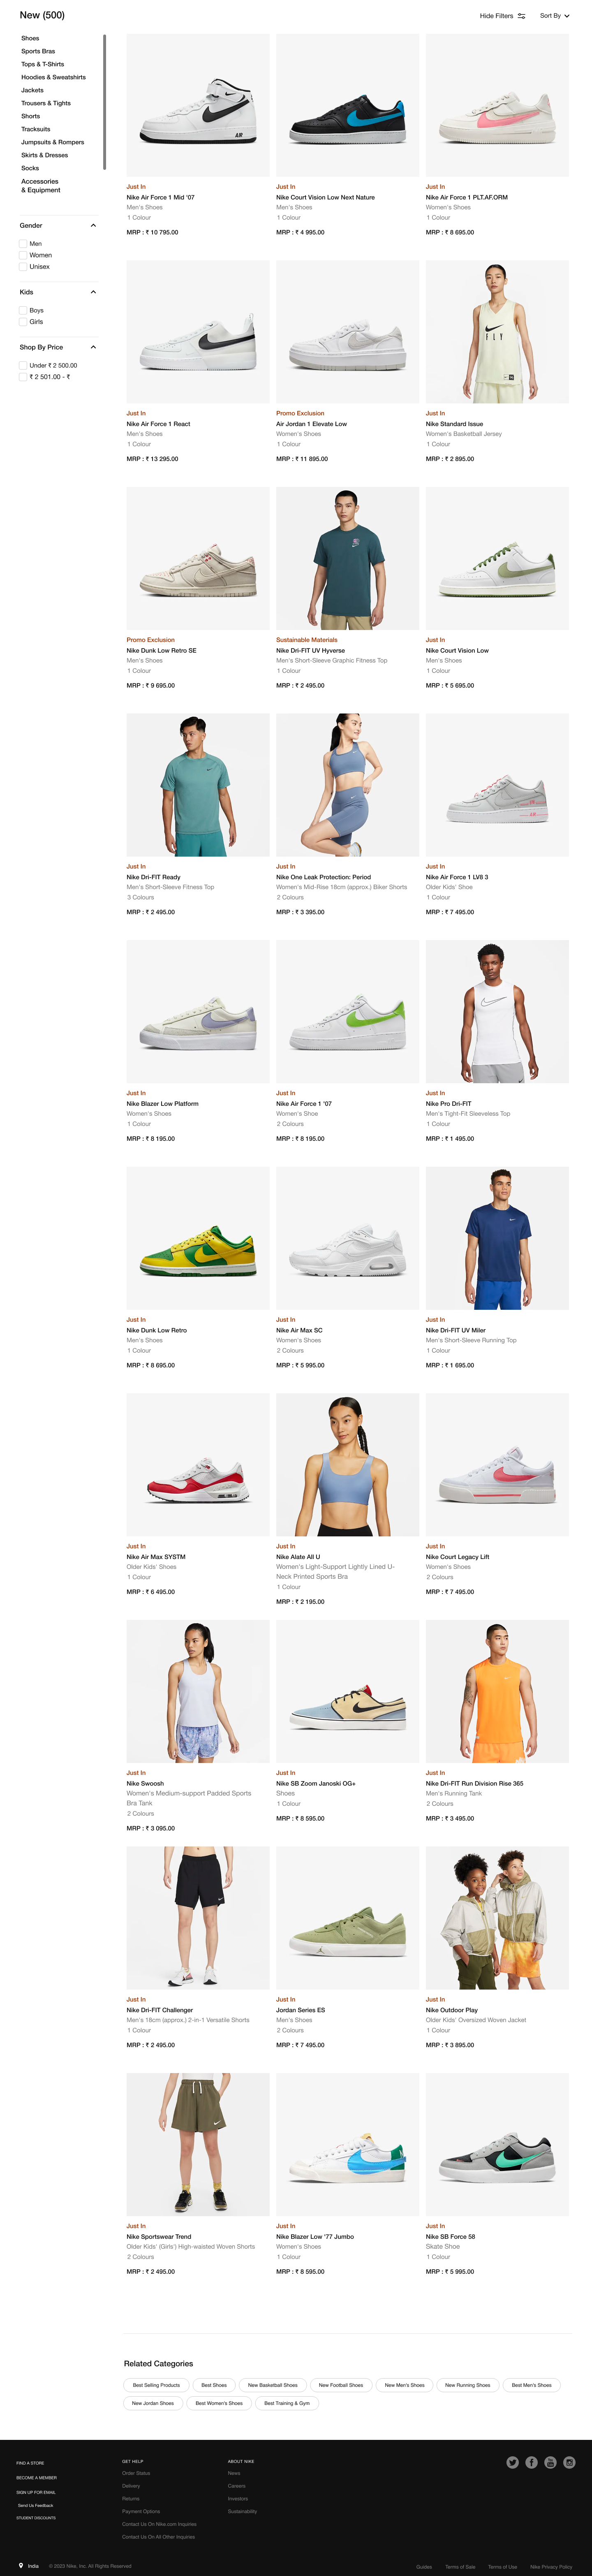 New (500)
Hide Filters
Sort By
Shoes
Sports Bras
Tops & T-Shirts
Hoodies & Sweatshirts
Jackets
Trousers & Tights
Shorts
Tracksuits
Jumpsuits & Rompers
Skirts & Dresses
Socks
Accessories
& Equipment
Gender
Men
Women
Unisex
Kids
Boys
Girls
Shop By Price
Under ₹ 2 500.00
₹ 2 501.00 - ₹
AIR
Just In
Nike Air Force 1 Mid '07
Men's Shoes
1 Colour
MRP : ₹ 10 795.00
Just In
Nike Court Vision Low Next Nature
Men's Shoes
1 Colour
MRP : ₹ 4 995.00
Just In
Nike Air Force 1 PLT.AF.ORM
Women's Shoes
1 Colour
MRP : ₹ 8 695.00
Just In
Nike Air Force 1 React
Men's Shoes
1 Colour
MRP : ₹ 13 295.00
Promo Exclusion
Air Jordan 1 Elevate Low
Women's Shoes
1 Colour
MRP : ₹ 11 895.00
FLY
Just In
Nike Standard Issue
Women's Basketball Jersey
1 Colour
MRP : ₹ 2 895.00
Promo Exclusion
Nike Dunk Low Retro SE
Men's Shoes
1 Colour
MRP : ₹ 9 695.00
Sustainable Materials
Nike Dri-FIT UV Hyverse
Men's Short-Sleeve Graphic Fitness Top
1 Colour
MRP : ₹ 2 495.00
Just In
Nike Court Vision Low
Men's Shoes
1 Colour
MRP : ₹ 5 695.00
Just In
Nike Dri-FIT Ready
Men's Short-Sleeve Fitness Top
3 Colours
MRP : ₹ 2 495.00
Just In
Nike One Leak Protection: Period
Women's Mid-Rise 18cm (approx.) Biker Shorts
2 Colours
MRP : ₹ 3 395.00
Just In
Nike Air Force 1 LV8 3
Older Kids' Shoe
1 Colour
MRP : ₹ 7 495.00
Just In
Nike Blazer Low Platform
Women's Shoes
1 Colour
MRP : ₹ 8 195.00
Just In
Nike Air Force 1 '07
Women's Shoe
2 Colours
MRP : ₹ 8 195.00
Just In
Nike Pro Dri-FIT
Men's Tight-Fit Sleeveless Top
1 Colour
MRP : ₹ 1 495.00
Just In
Nike Dunk Low Retro
Men's Shoes
1 Colour
MRP : ₹ 8 695.00
Just In
Nike Air Max SC
Women's Shoes
2 Colours
MRP : ₹ 5 995.00
Just In
Nike Dri-FIT UV Miler
Men's Short-Sleeve Running Top
1 Colour
MRP : ₹ 1 695.00
Just In
Nike Air Max SYSTM
Older Kids' Shoes
1 Colour
MRP : ₹ 6 495.00
Just In
Nike Alate All U
Women's Light-Support Lightly Lined U-
Neck Printed Sports Bra
1 Colour
MRP : ₹ 2 195.00
Just In
Nike Court Legacy Lift
Women's Shoes
2 Colours
MRP : ₹ 7 495.00
Just In
Nike Swoosh
Women's Medium-support Padded Sports
Bra Tank
2 Colours
MRP : ₹ 3 095.00
Just In
Nike SB Zoom Janoski OG+
Shoes
1 Colour
MRP : ₹ 8 595.00
Just In
Nike Dri-FIT Run Division Rise 365
Men's Running Tank
2 Colours
MRP : ₹ 3 495.00
Just In
Nike Dri-FIT Challenger
Men's 18cm (approx.) 2-in-1 Versatile Shorts
1 Colour
MRP : ₹ 2 495.00
Just In
Jordan Series ES
Men's Shoes
2 Colours
MRP : ₹ 7 495.00
Just In
Nike Outdoor Play
Older Kids' Oversized Woven Jacket
1 Colour
MRP : ₹ 3 895.00
Just In
Nike Sportswear Trend
Older Kids' (Girls') High-waisted Woven Shorts
2 Colours
MRP : ₹ 2 495.00
Just In
Nike Blazer Low '77 Jumbo
Women's Shoes
1 Colour
MRP : ₹ 8 595.00
Just In
Nike SB Force 58
Skate Shoe
1 Colour
MRP : ₹ 5 995.00
Related Categories
Best Selling Products
Best Shoes
New Basketball Shoes
New Football Shoes
New Men's Shoes
New Running Shoes
Best Men's Shoes
New Jordan Shoes
Best Women's Shoes
Best Training & Gym
FIND A STORE
BECOME A MEMBER
SIGN UP FOR EMAIL
Send Us Feedback
STUDENT DISCOUNTS
GET HELP
Order Status
Delivery
Returns
Payment Options
Contact Us On Nike.com Inquiries
Contact Us On All Other Inquiries
ABOUT NIKE
News
Careers
Investors
Sustainability
India
© 2023 Nike, Inc. All Rights Reserved
Guides
Terms of Sale
Terms of Use
Nike Privacy Policy